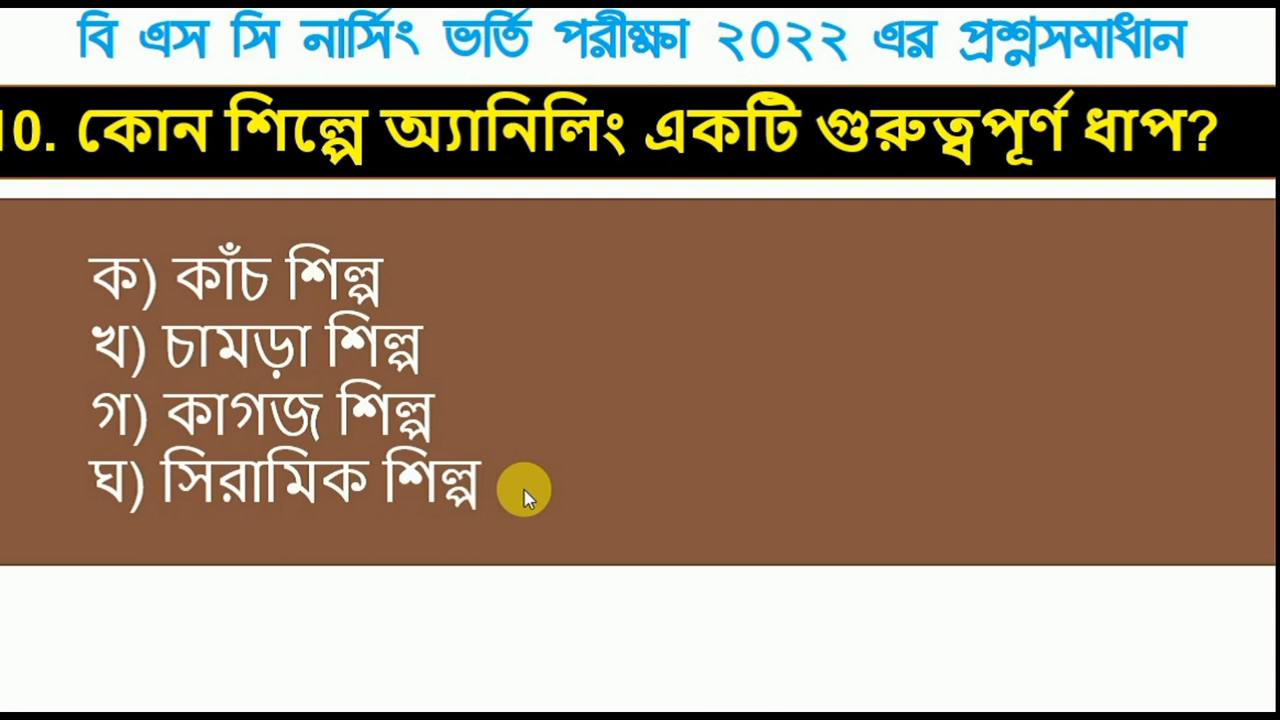 বি এস সি নার্সিং ভর্তি পরীক্ষা ২০২২ এর প্রশ্নসমাধান
10. কোন শিল্পে অ্যানিলিং একটি গুরুত্বপূর্ণ ধাপ?
ক) কাঁচ শিল্প
খ) চামড়া শিল্প
গ) কাগজ শিল্প
ঘ) সিরামিক শিল্প